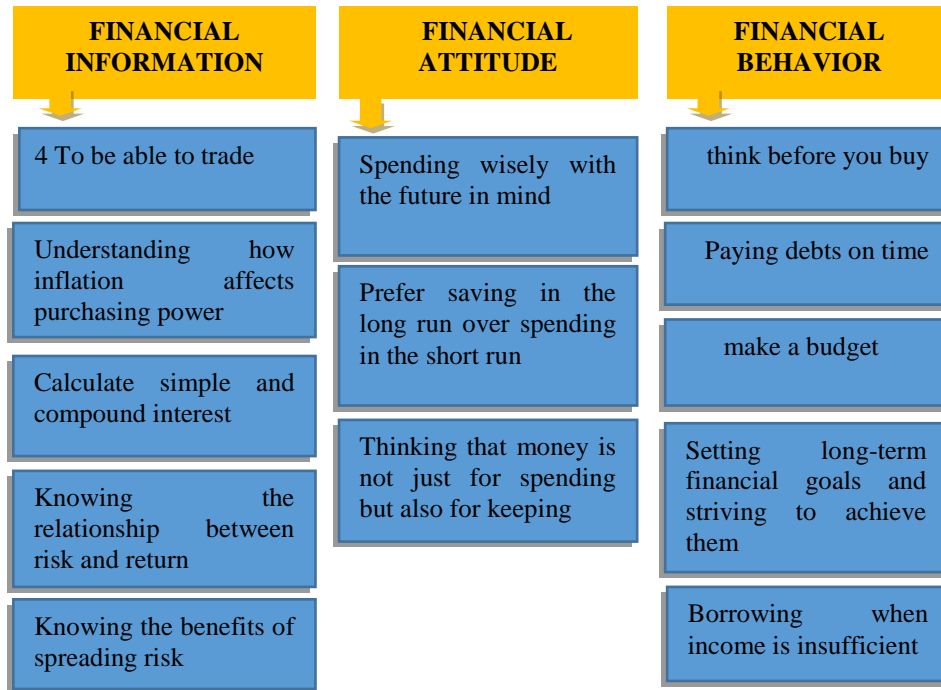 FINANCIAL
INFORMATION
4 To be able to trade
Understanding how
inflation affects
purchasing power
Calculate simple and
compound interest
Knowing the
relationship between
risk and return
Knowing the benefits of
spreading risk
FINANCIAL
ATTITUDE
Spending wisely with
the future in mind
Prefer saving in the
long run over spending
in the short run
Thinking that money is
not just for spending
but also for keeping
FINANCIAL
BEHAVIOR
think before you buy
Paying debts on time
make a budget
Setting long-term
financial goals and
striving to achieve
them
Borrowing when
income is insufficient